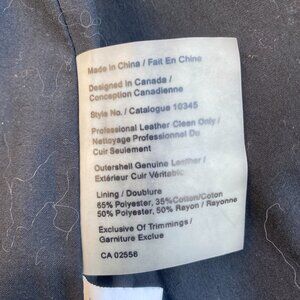 Made in China / Fait En Chine
Designed In Canada /
Conception Canadienne
Style No. / Catalogue 10345
Professional Leather Clean Only /
Nettoyage Professionnel Du
Cuir Seulement
Outershell Genuine Leather /
Extérieur Cuir Véritable
Lining / Doublure
65% Polyester, 35%Cotton/Coton
50% Polyester, 50% Rayon / Rayonne
Exclusive Of Trimmings /
Garniture Exclue
CA 02556